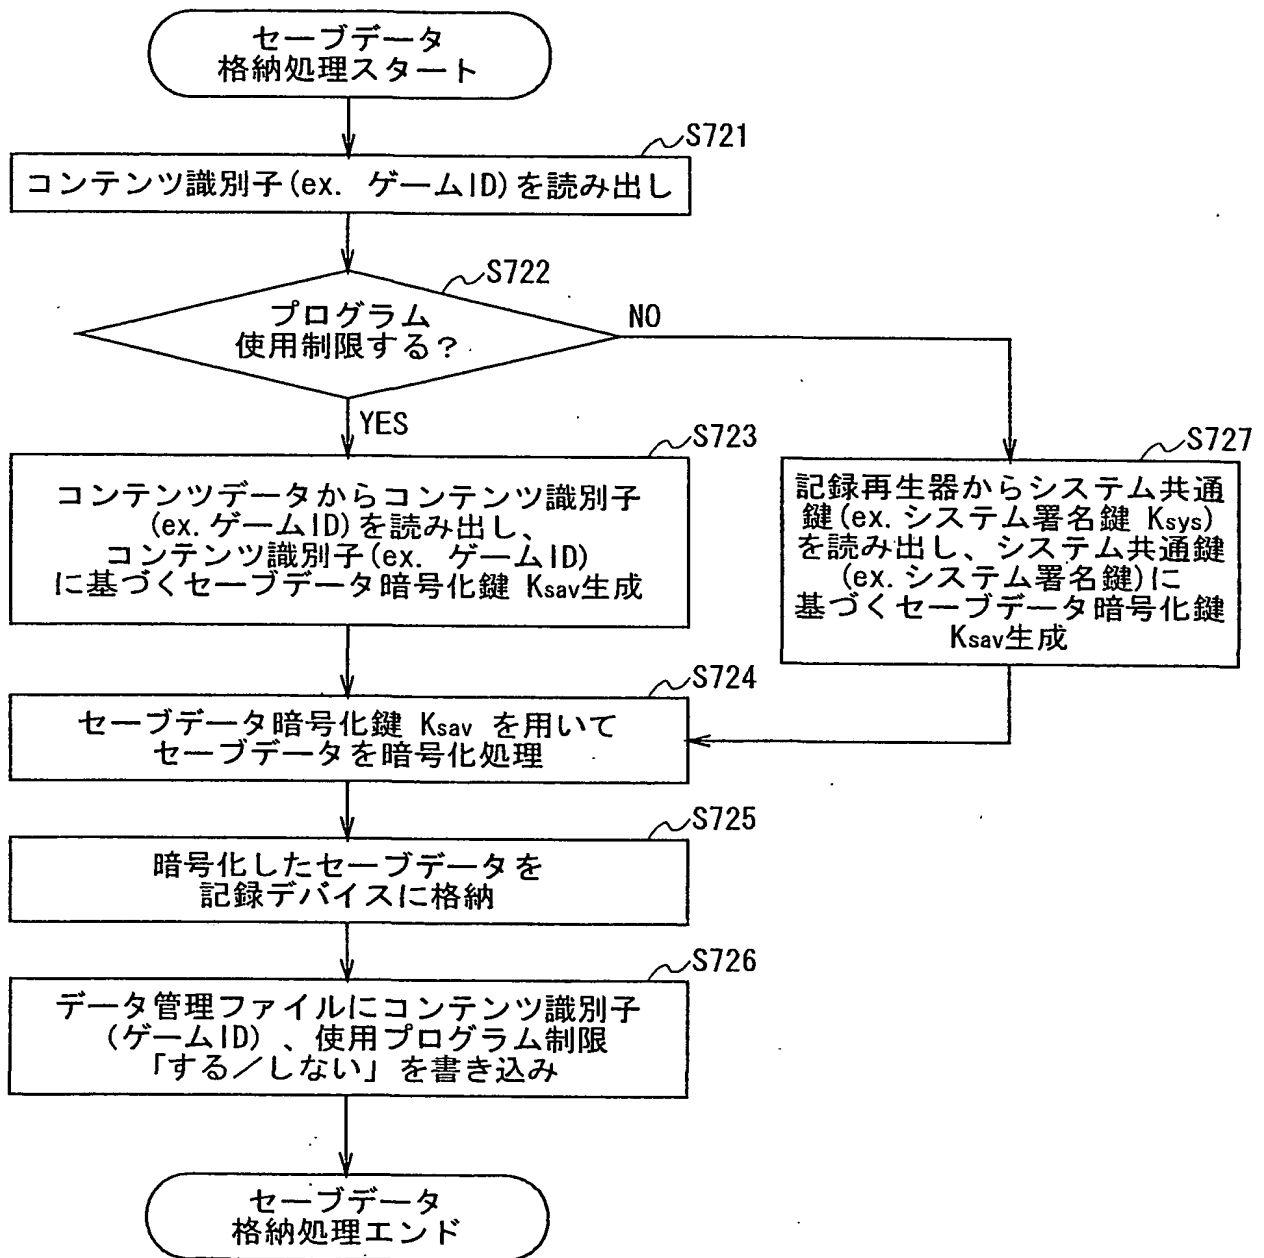 セーブデータ
格納処理スタート
S721
コンテンツ識別子(ex. ゲームID)を読み出し
S722
プログラム
使用制限する?
NO
YES
S723
コンテンツデータからコンテンツ識別子
(ex.ゲームID)を読み出し、
コンテンツ識別子(ex. ゲームID)
に基づくセーブデータ暗号化鍵 Ksav生成
S727
記録再生器からシステム共通
鍵(ex.システム署名鍵 Ksys)
を読み出し、システム共通鍵
(ex.システム署名鍵)に
基づくセーブデータ暗号化鍵
Ksav生成
S724
セーブデータ暗号化鍵 Ksav を用いて
セーブデータを暗号化処理
S725
暗号化したセーブデータを
記録デバイスに格納
S726
データ管理ファイルにコンテンツ識別子
(ゲームID)、使用プログラム制限
「する/しない」を書き込み
セーブデータ
格納処理エンド